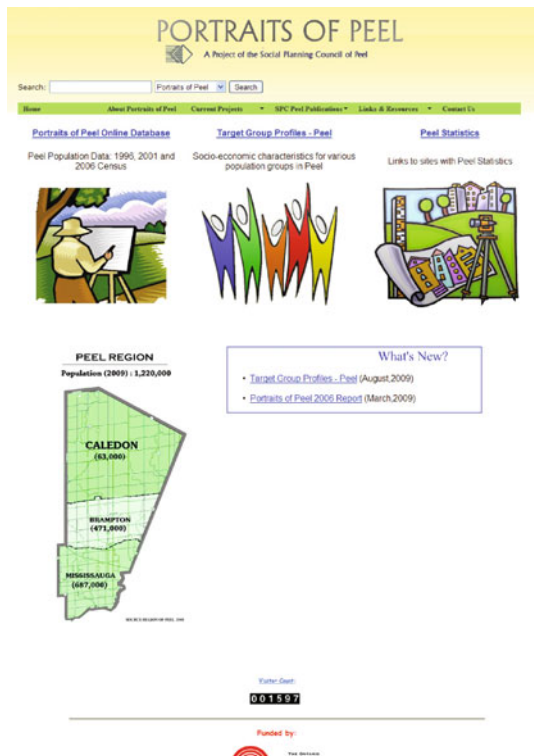 PORTRAITS OF PEEL
A Project of the Social Planning Council of Peel
Search: Portraits of Peel Search
Home About Portraits of Peel Current Projects SPC Peel Publications Links & Resources Contact Us
Portraits of Peel Online Database
Peel Population Data: 1996, 2001 and
2006 Census
Target Group Profiles - Peel
Socio-economic characteristics for various
population groups in Peel
Peel Statistics
Links to sites with Peel Statistics
PEEL REGION
Population (2009) : 1,220,000
CALEDON
(63,000)
BRAMPTON
(471,000)
MISSISSAUGA
(687,000)
What's New?
• Target Group Profiles - Peel (August,2009)
• Portraits of Peel 2006 Report (March,2009)
Visitor Count:
001597
Funded by: